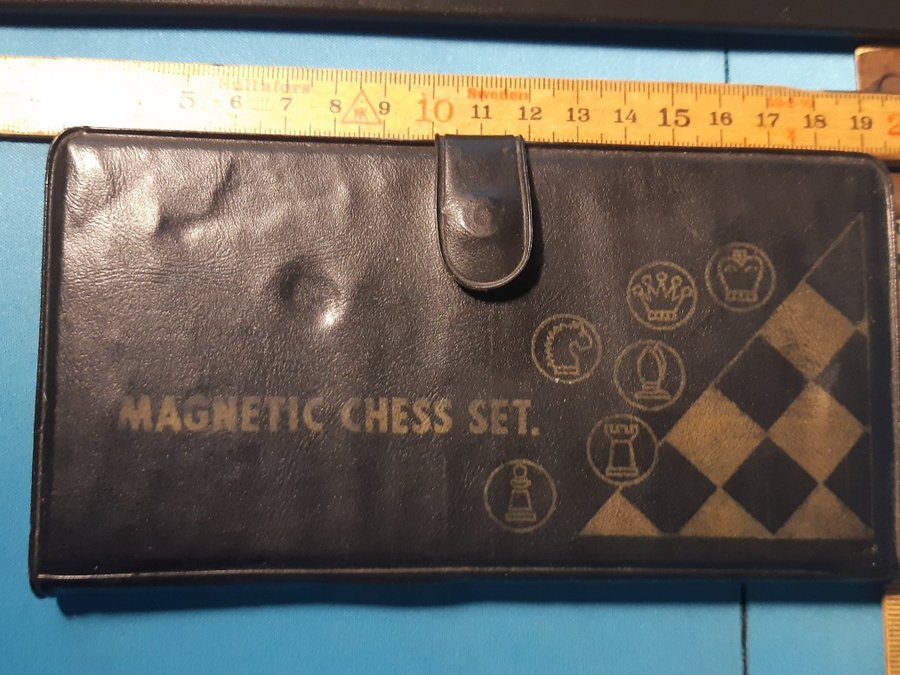 Sweden
5 6 7 8 9 10 11 12 13 14 15 16 17 18 19
MAGNETIC CHESS SET.